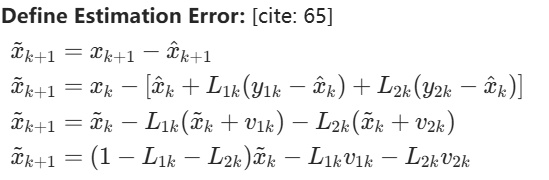 Define Estimation Error: [cite: 65]
x̃ₖ₊₁ = xₖ₊₁ − x̂ₖ₊₁
x̃ₖ₊₁ = xₖ − [x̂ₖ + L₁ₖ(y₁ₖ − x̂ₖ) + L₂ₖ(y₂ₖ − x̂ₖ)]
x̃ₖ₊₁ = x̃ₖ − L₁ₖ(x̃ₖ + v₁ₖ) − L₂ₖ(x̃ₖ + v₂ₖ)
x̃ₖ₊₁ = (1 − L₁ₖ − L₂ₖ)x̃ₖ − L₁ₖv₁ₖ − L₂ₖv₂ₖ